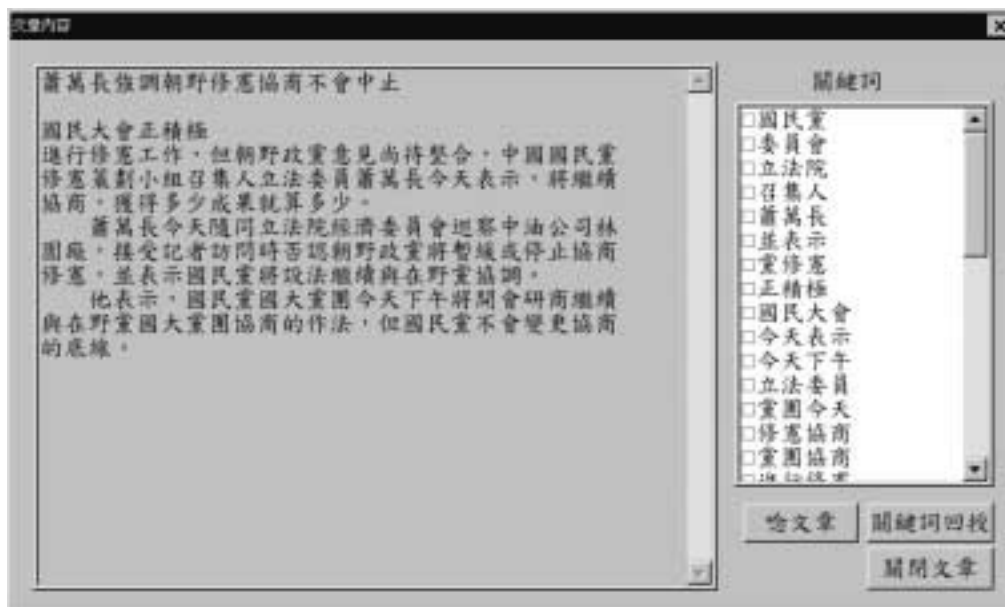 文章內容
蕭萬長強調朝野修憲協商不會中止
國民大會正積極
進行修憲工作，但朝野政黨意見尚待整合，中國國民黨
修憲策劃小組召集人立法委員蕭萬長今天表示，將繼續
協商，獲得多少成果就算多少。
蕭萬長今天隨同立法院經濟委員會巡察中油公司林
園廠，接受記者訪問時否認朝野政黨將暫緩或停止協商
修憲，並表示國民黨將設法繼續與在野黨協調。
他表示，國民黨國大黨團今天下午將開會研商繼續
與在野黨國大黨團協商的作法，但國民黨不會變更協商
的底線。
關鍵詞
國民黨
委員會
立法院
召集人
蕭萬長
並表示
黨修憲
正積極
國民大會
今天表示
今天下午
立法委員
黨團今天
修憲協商
黨團協商
進行修憲
唸文章
關鍵詞回授
關閉文章